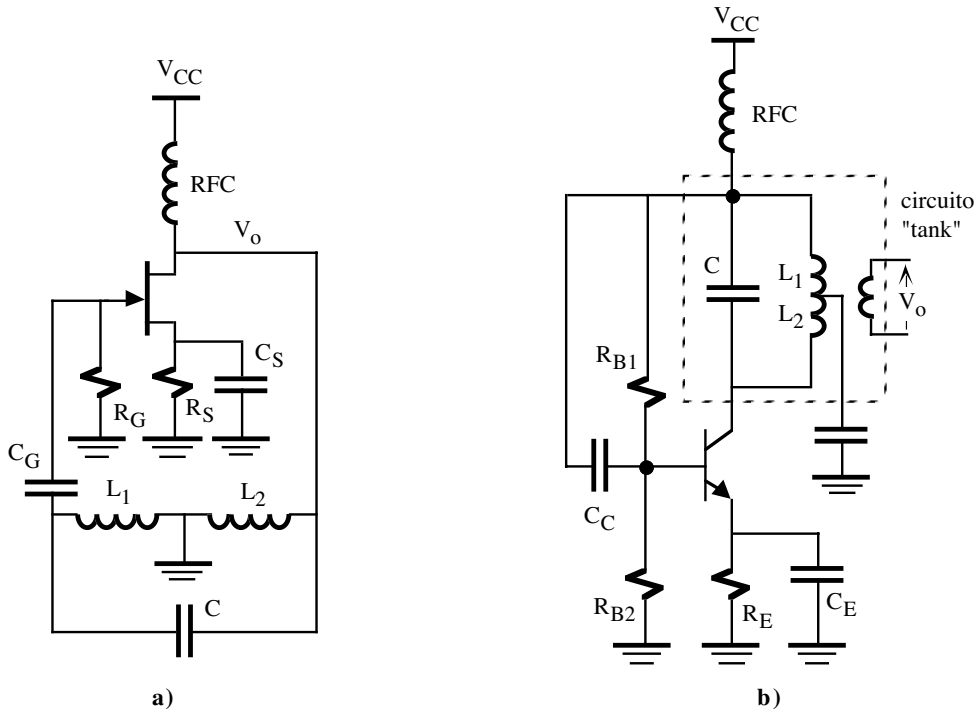 VCC
RFC
Vo
CS
RG
RS
CG
L1
L2
C
a)
VCC
RFC
circuito
"tank"
C
L1
L2
Vo
RB1
CC
RB2
RE
CE
b)